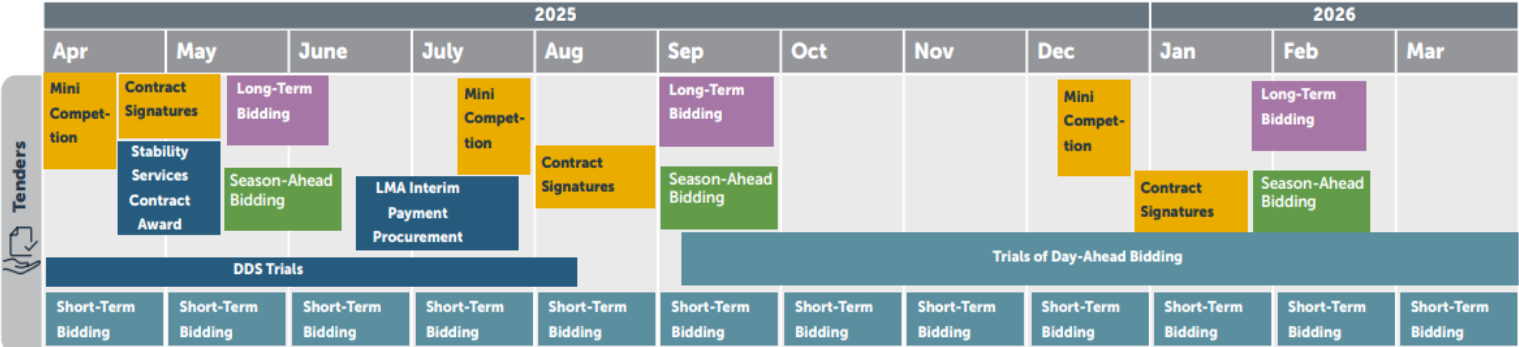 2025
2026
Apr
May
June
July
Aug
Sep
Oct
Nov
Dec
Jan
Feb
Mar
Tenders
Mini
Compet-
tion
Contract
Signatures
Long-Term
Bidding
Mini
Compet-
tion
Long-Term
Bidding
Mini
Compet-
tion
Long-Term
Bidding
Stability
Services
Contract
Award
Season-Ahead
Bidding
LMA Interim
Payment
Procurement
Contract
Signatures
Season-Ahead
Bidding
Contract
Signatures
Season-Ahead
Bidding
DDS Trials
Trials of Day-Ahead Bidding
Short-Term
Bidding
Short-Term
Bidding
Short-Term
Bidding
Short-Term
Bidding
Short-Term
Bidding
Short-Term
Bidding
Short-Term
Bidding
Short-Term
Bidding
Short-Term
Bidding
Short-Term
Bidding
Short-Term
Bidding
Short-Term
Bidding